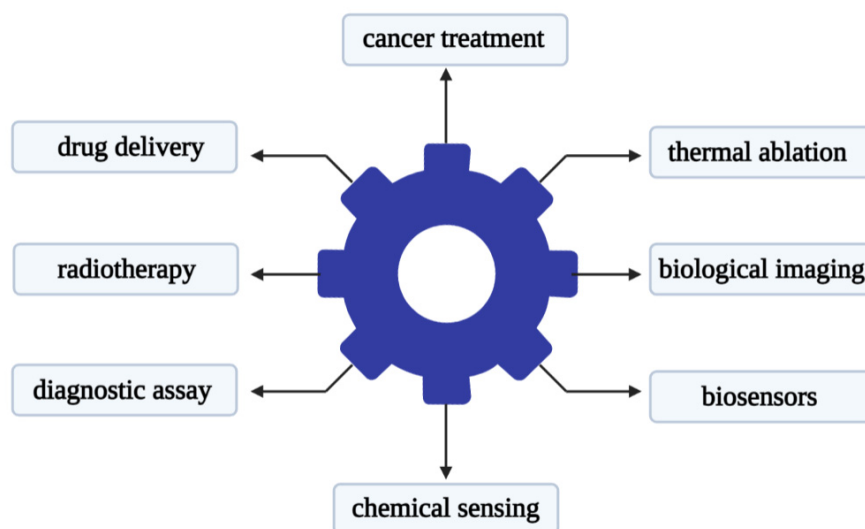 cancer treatment
drug delivery
thermal ablation
radiotherapy
biological imaging
diagnostic assay
biosensors
chemical sensing